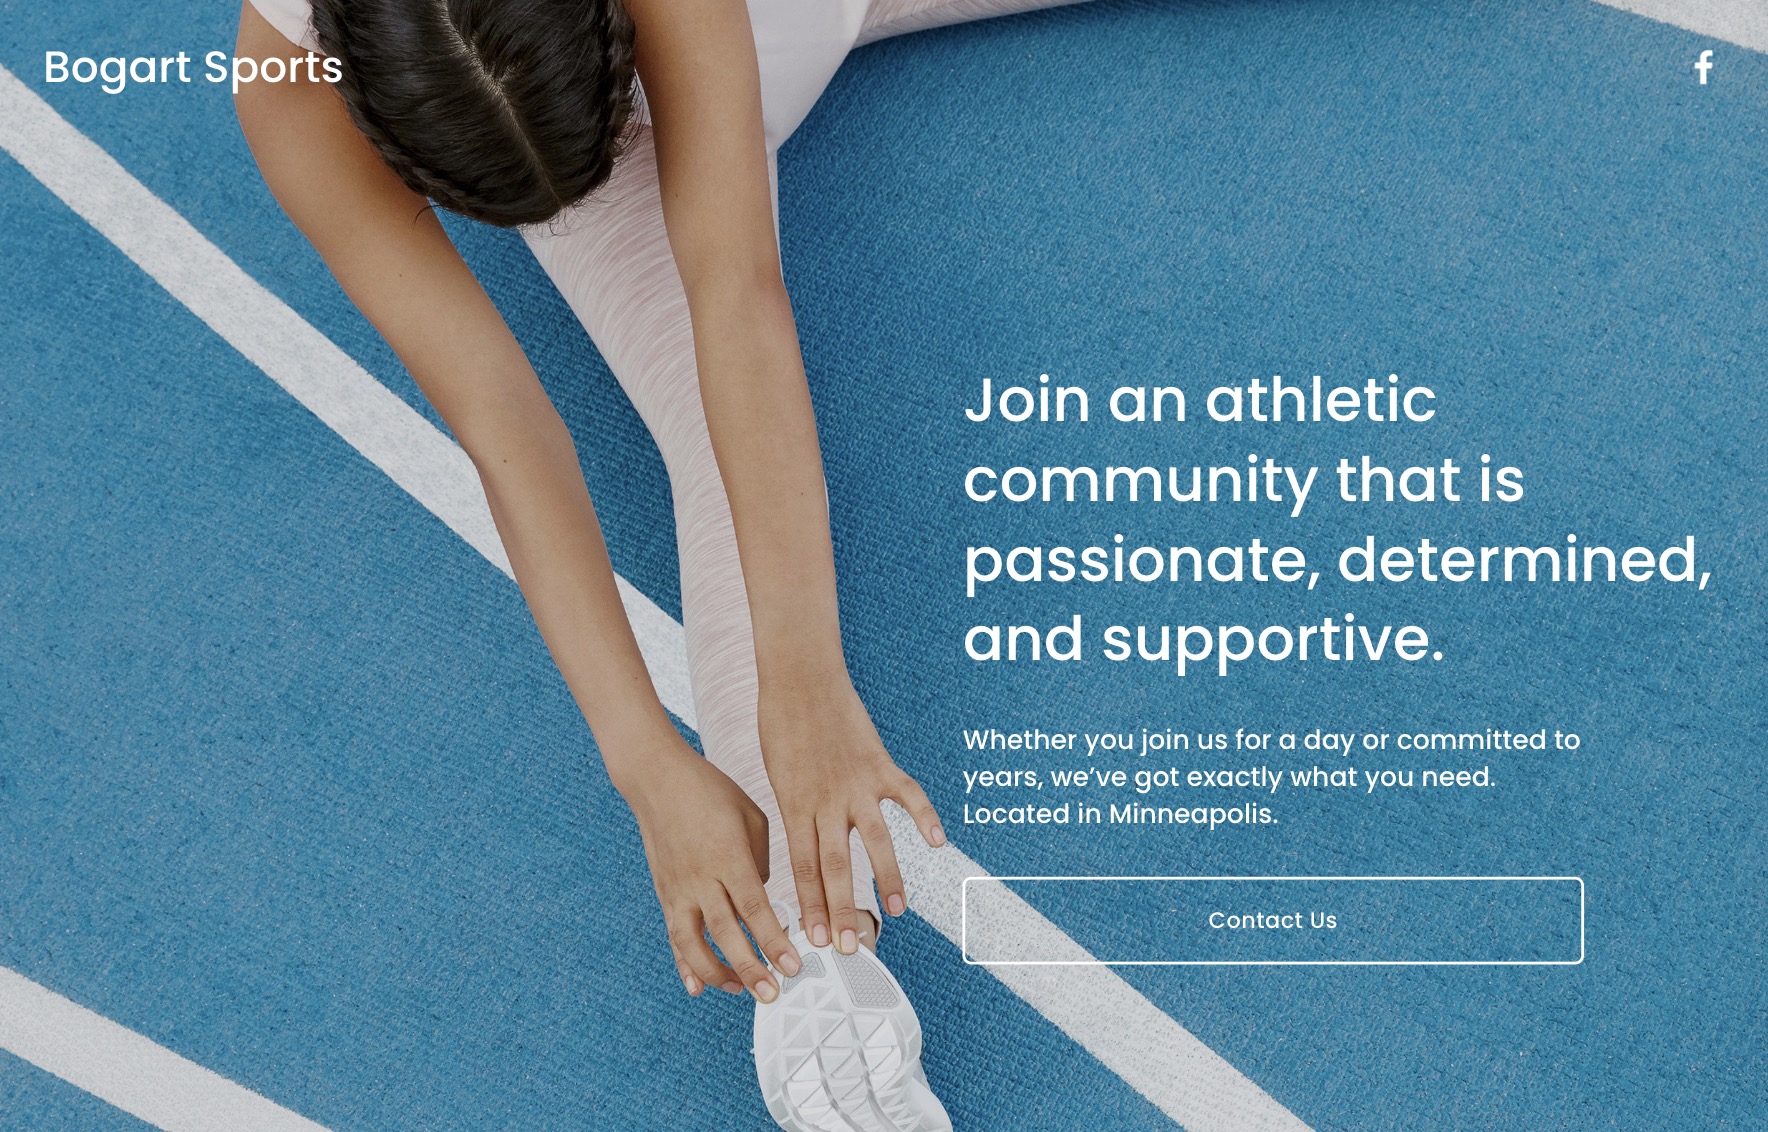 Bogart Sports
Join an athletic
community that is
passionate, determined,
and supportive.
Whether you join us for a day or committed to
years, we’ve got exactly what you need.
Located in Minneapolis.
Contact Us